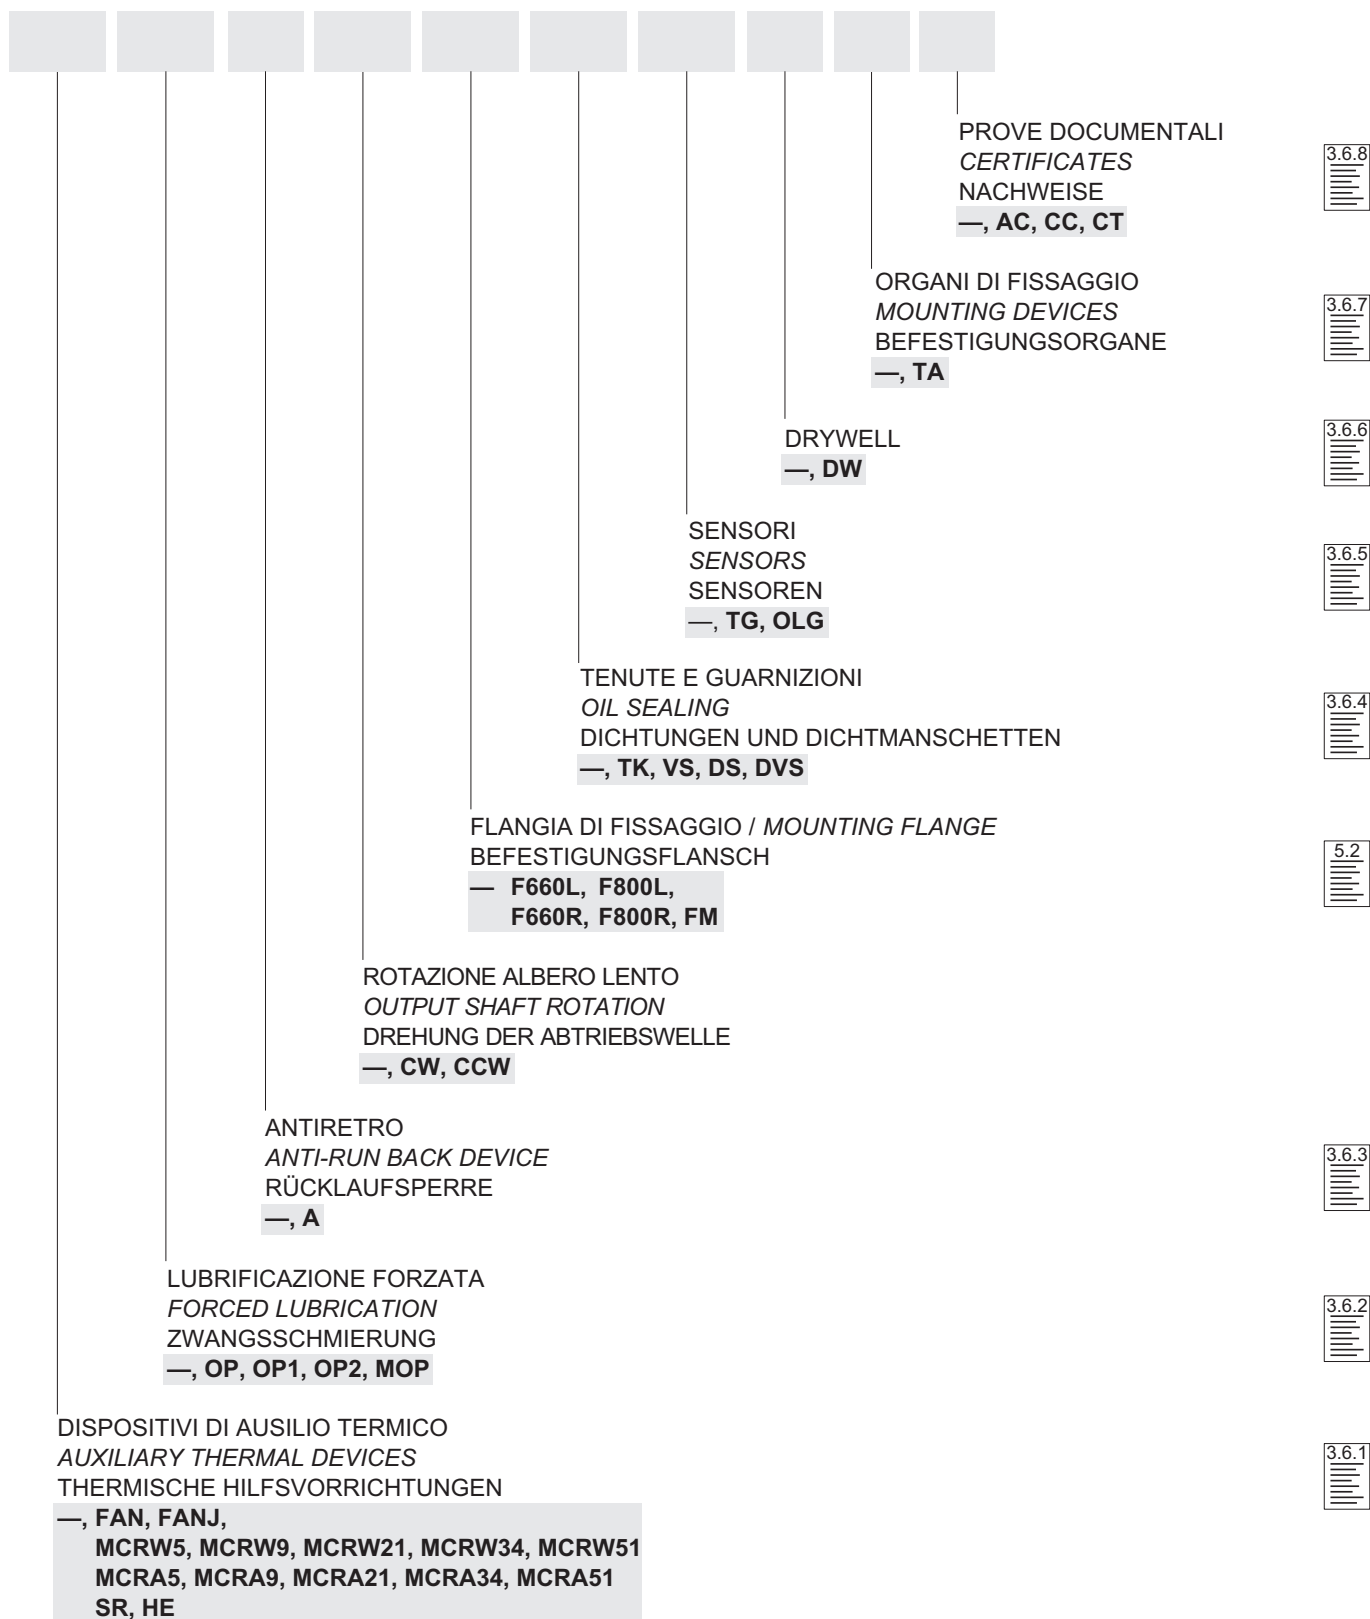 PROVE DOCUMENTALI
CERTIFICATES
NACHWEISE
—, AC, CC, CT
3.6.8
ORGANI DI FISSAGGIO
MOUNTING DEVICES
BEFESTIGUNGSORGANE
—, TA
3.6.7
DRYWELL
—, DW
3.6.6
SENSORI
SENSORS
SENSOREN
—, TG, OLG
3.6.5
TENUTE E GUARNIZIONI
OIL SEALING
DICHTUNGEN UND DICHTMANSCHETTEN
—, TK, VS, DS, DVS
3.6.4
FLANGIA DI FISSAGGIO / MOUNTING FLANGE
BEFESTIGUNGSFLANSCH
— F660L, F800L,
F660R, F800R, FM
5.2
ROTAZIONE ALBERO LENTO
OUTPUT SHAFT ROTATION
DREHUNG DER ABTRIEBSWELLE
—, CW, CCW
ANTIRETRO
ANTI-RUN BACK DEVICE
RÜCKLAUFSPERRE
—, A
3.6.3
LUBRIFICAZIONE FORZATA
FORCED LUBRICATION
ZWANGSSCHMIERUNG
—, OP, OP1, OP2, MOP
3.6.2
DISPOSITIVI DI AUSILIO TERMICO
AUXILIARY THERMAL DEVICES
THERMISCHE HILFSVORRICHTUNGEN
—, FAN, FANJ,
MCRW5, MCRW9, MCRW21, MCRW34, MCRW51
MCRA5, MCRA9, MCRA21, MCRA34, MCRA51
SR, HE
3.6.1